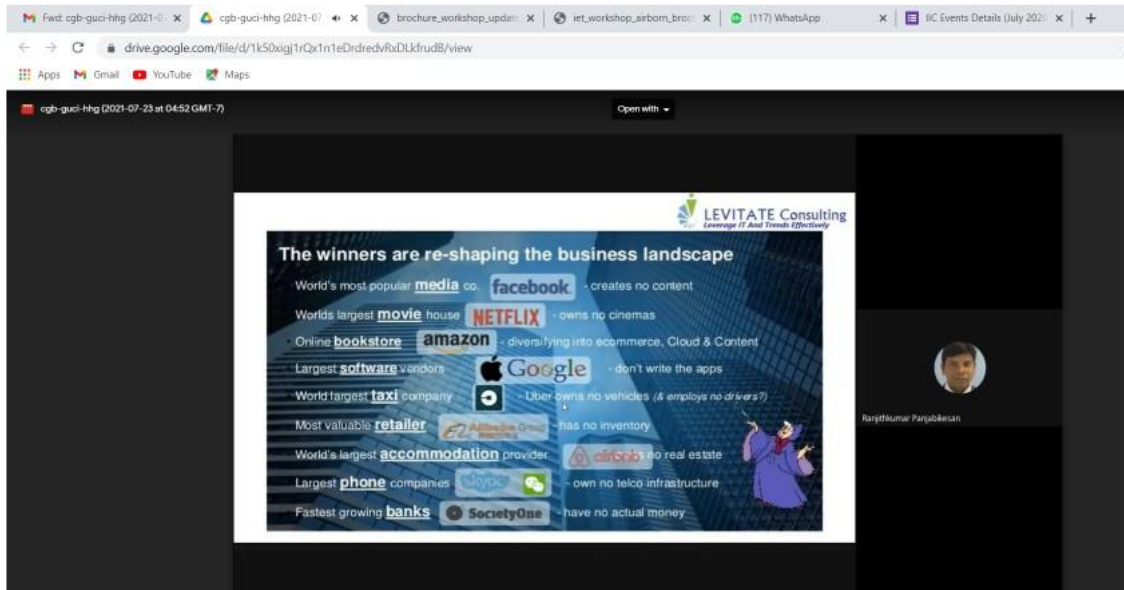 Fwd: cgb-guci-hhg (2021-0
cgb-guci-hhg (2021-07
brochure_workshop_updat
iet_workshop_airborn_broc
(117) WhatsApp
IIC Events Details (July 202
drive.google.com/file/d/1k50xigj1rQx1n1eDrdredvRxDLkfrudB/view
Apps Gmail YouTube Maps
cgb-guci-hhg (2021-07-23 at 04:52 GMT-7)
Open with
LEVITATE Consulting
Leverage IT And Trends Effectively
The winners are re-shaping the business landscape
World's most popular media co. facebook - creates no content
Worlds largest movie house NETFLIX - owns no cinemas
Online bookstore amazon - diversifying into ecommerce, Cloud & Content
Largest software vendors Google - don't write the apps
World largest taxi company - Uber owns no vehicles (& employs no drivers?)
Most valuable retailer Alibaba Group - has no inventory
World's largest accommodation provider airbnb no real estate
Largest phone companies skype - own no telco infrastructure
Fastest growing banks SocietyOne - have no actual money
Ranjithkumar Panjabikesan